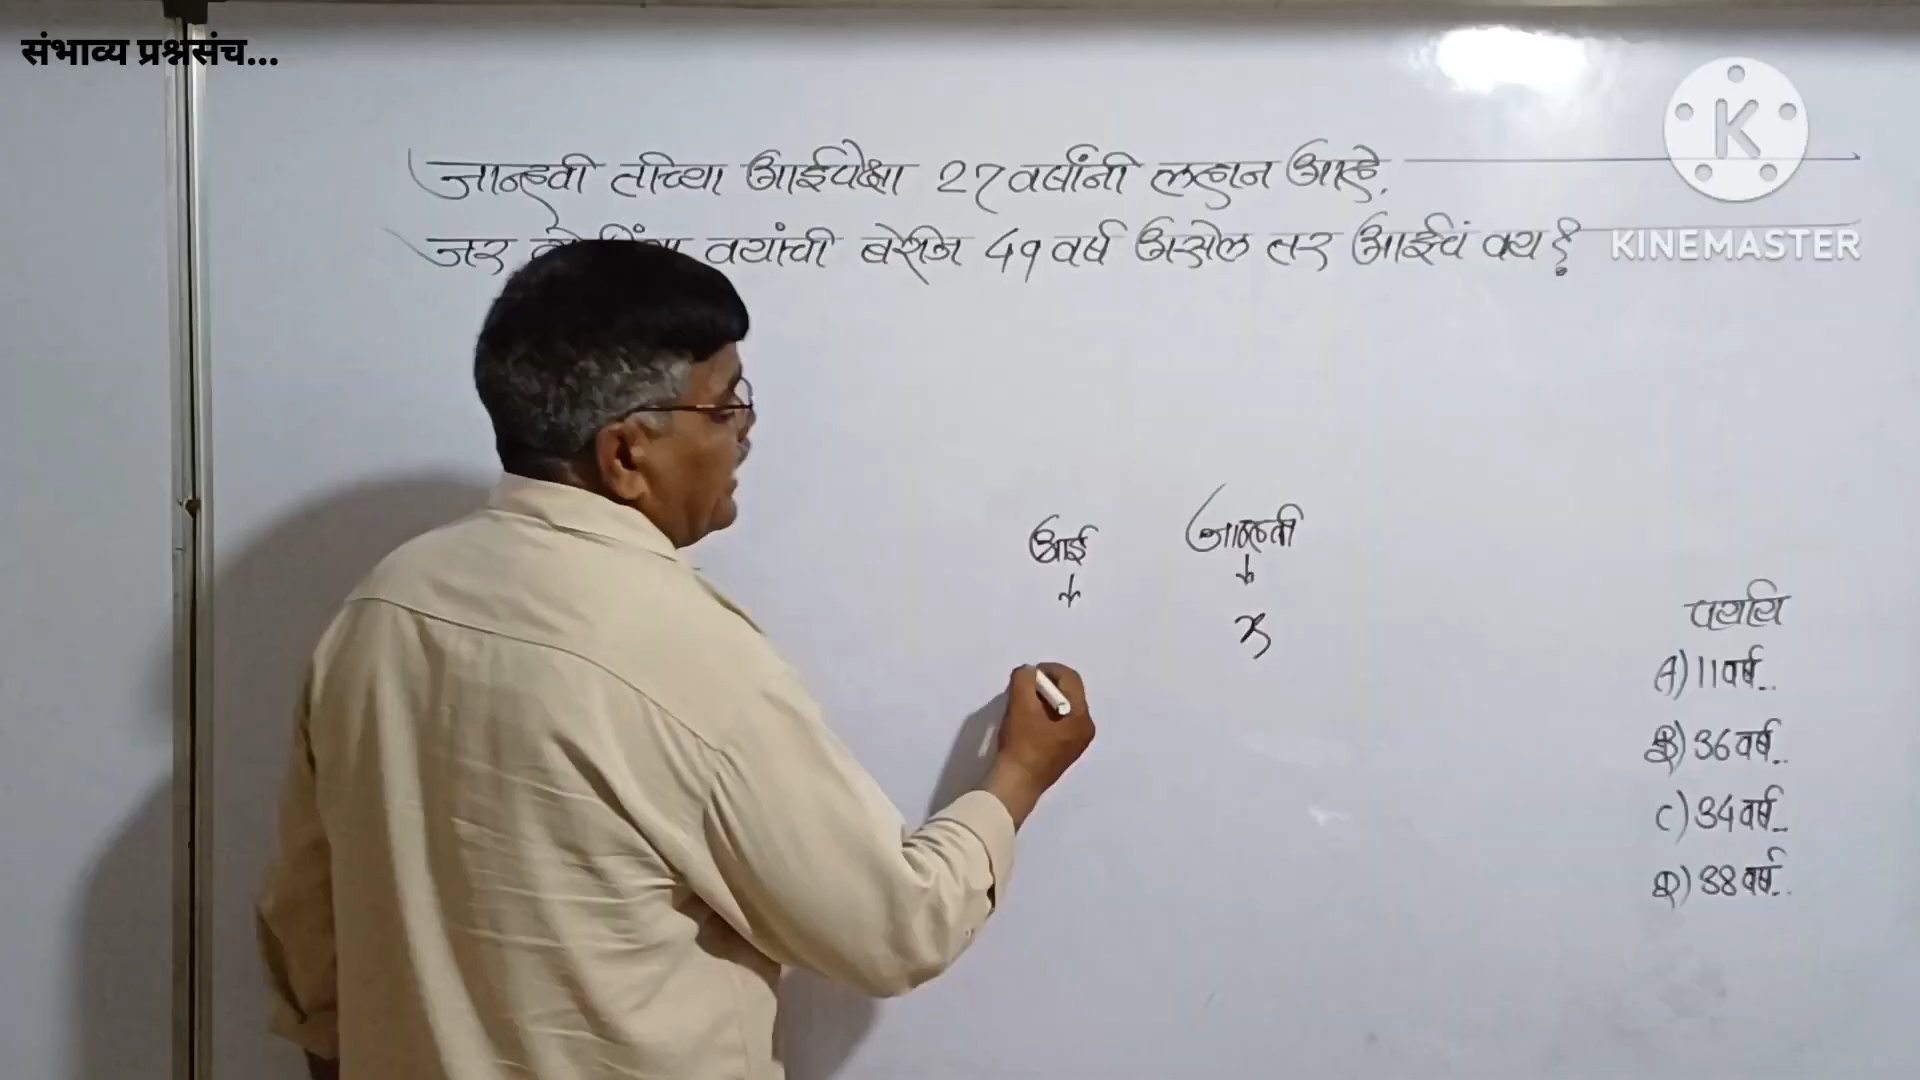 संभाव्य प्रश्नसंच...
KINEMASTER
जान्हवी तीच्या आईपेक्षा 27 वर्षांनी लहान आहे.
जर वयांची बेरीज 49 वर्ष असेल तर आईचं वय?
आई जान्हवी
x
पर्याय
A) 11 वर्ष..
B) 36 वर्ष..
C) 34 वर्ष..
D) 38 वर्ष..